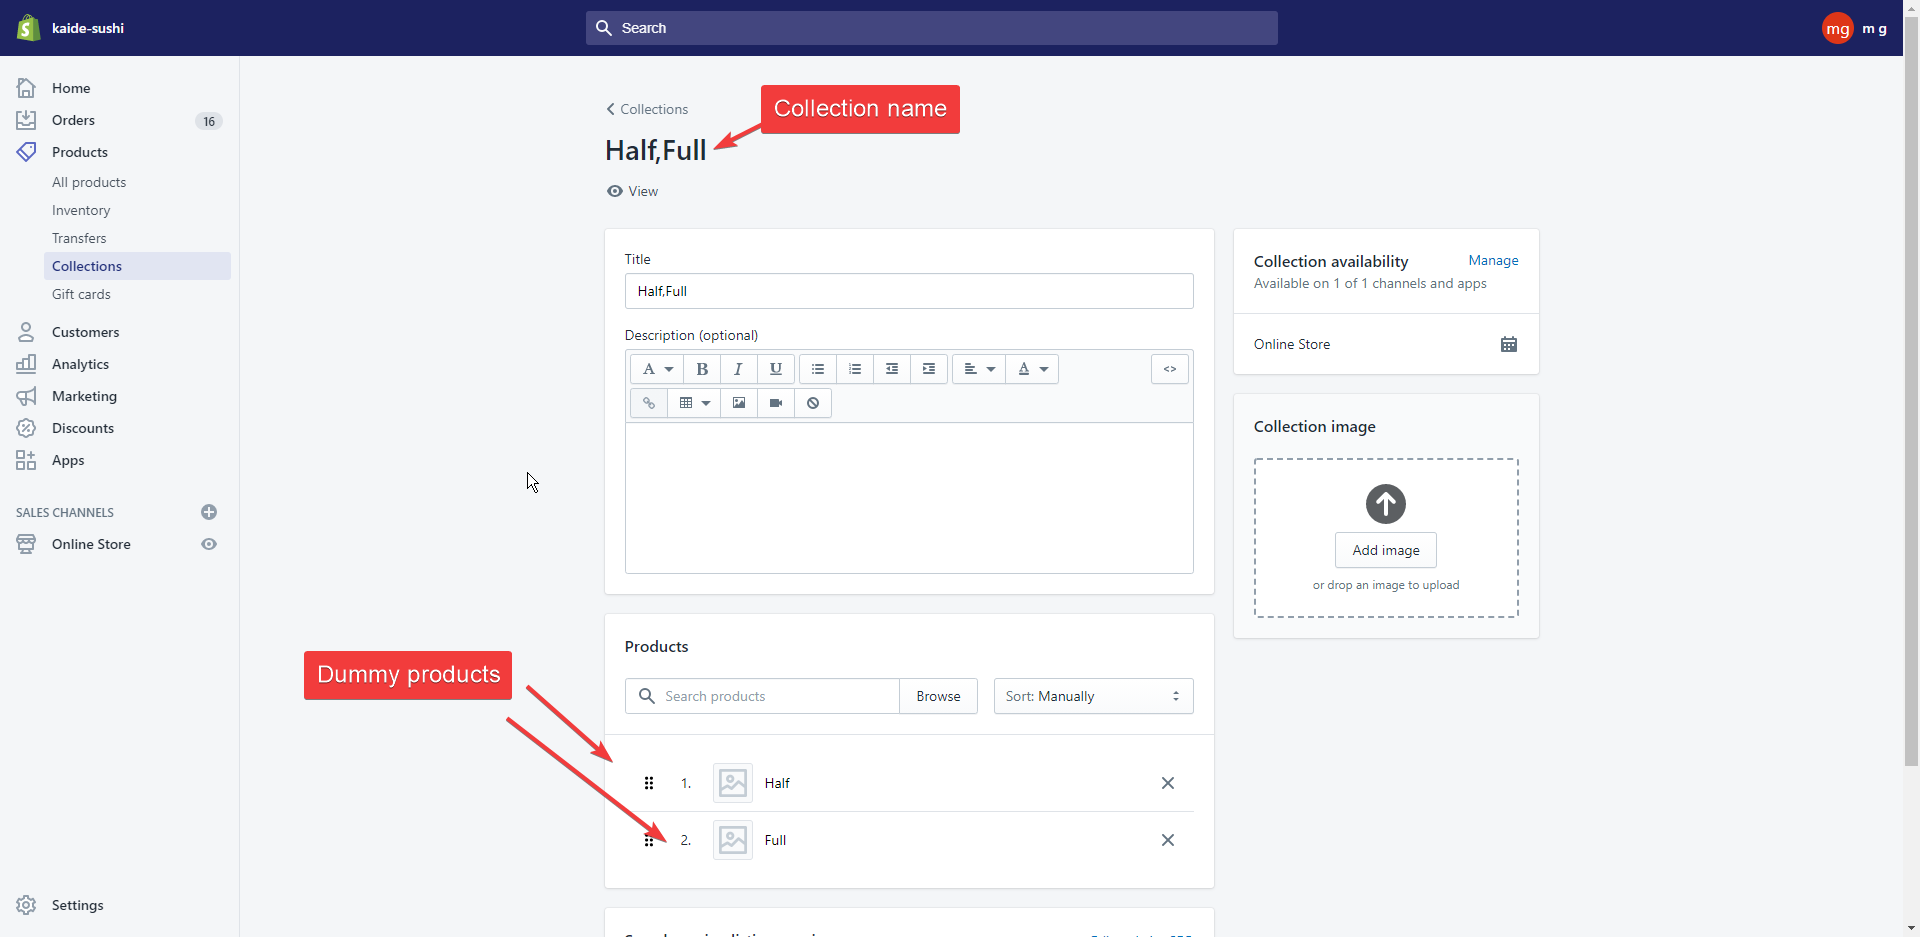 kaide-sushi
Search
mg
m g
Home
Orders
16
Products
All products
Inventory
Transfers
Collections
Gift cards
Customers
Analytics
Marketing
Discounts
Apps
SALES CHANNELS
Online Store
Settings
Collections
Collection name
Half,Full
View
Title
Half,Full
Description (optional)
A
B
I
U
A
<>
Collection availability
Manage
Available on 1 of 1 channels and apps
Online Store
Collection image
Add image
or drop an image to upload
Dummy products
Products
Search products
Browse
Sort: Manually
1.
Half
2.
Full